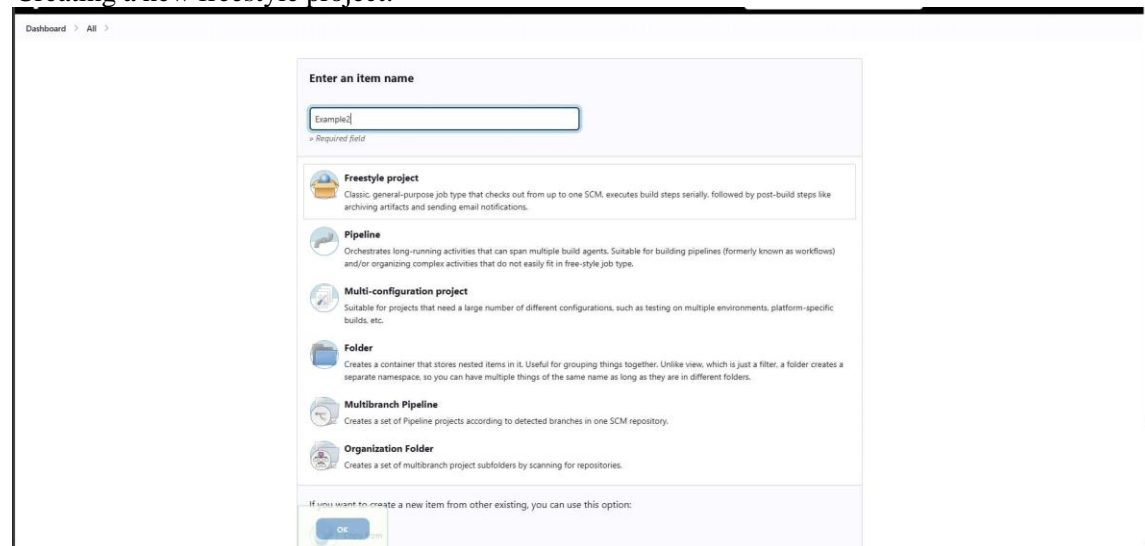 Creating a new freestyle project.
Dashboard > All >
Enter an item name
Example2
» Required field
Freestyle project
Classic, general-purpose job type that checks out from up to one SCM, executes build steps serially, followed by post-build steps like
archiving artifacts and sending email notifications.
Pipeline
Orchestrates long-running activities that can span multiple build agents. Suitable for building pipelines (formerly known as workflows)
and/or organizing complex activities that do not easily fit in free-style job type.
Multi-configuration project
Suitable for projects that need a large number of different configurations, such as testing on multiple environments, platform-specific
builds, etc.
Folder
Creates a container that stores nested items in it. Useful for grouping things together. Unlike view, which is just a filter, a folder creates a
separate namespace, so you can have multiple things of the same name as long as they are in different folders.
Multibranch Pipeline
Creates a set of Pipeline projects according to detected branches in one SCM repository.
Organization Folder
Creates a set of multibranch project subfolders by scanning for repositories.
If you want to create a new item from other existing, you can use this option:
OK